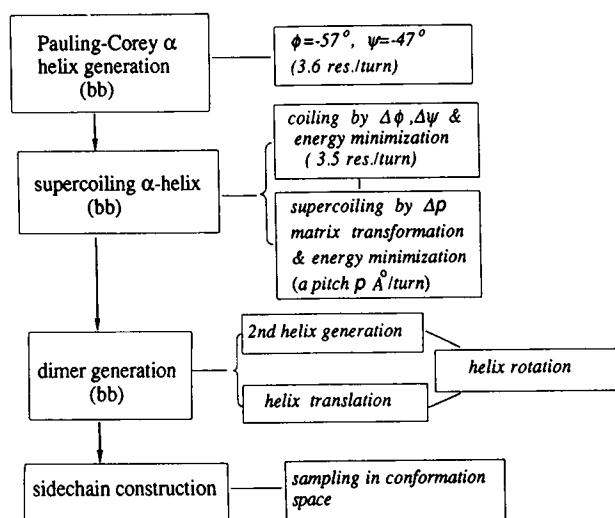 Pauling-Corey α
helix generation
(bb)
ϕ=-57°, ψ=-47°
(3.6 res./turn)
supercoiling α-helix
(bb)
coiling by Δϕ ,Δψ &
energy minimization
( 3.5 res./turn)
supercoiling by Δp
matrix transformation
& energy minimization
(a pitch p Å/turn)
dimer generation
(bb)
2nd helix generation
helix translation
helix rotation
sidechain construction
sampling in conformation
space